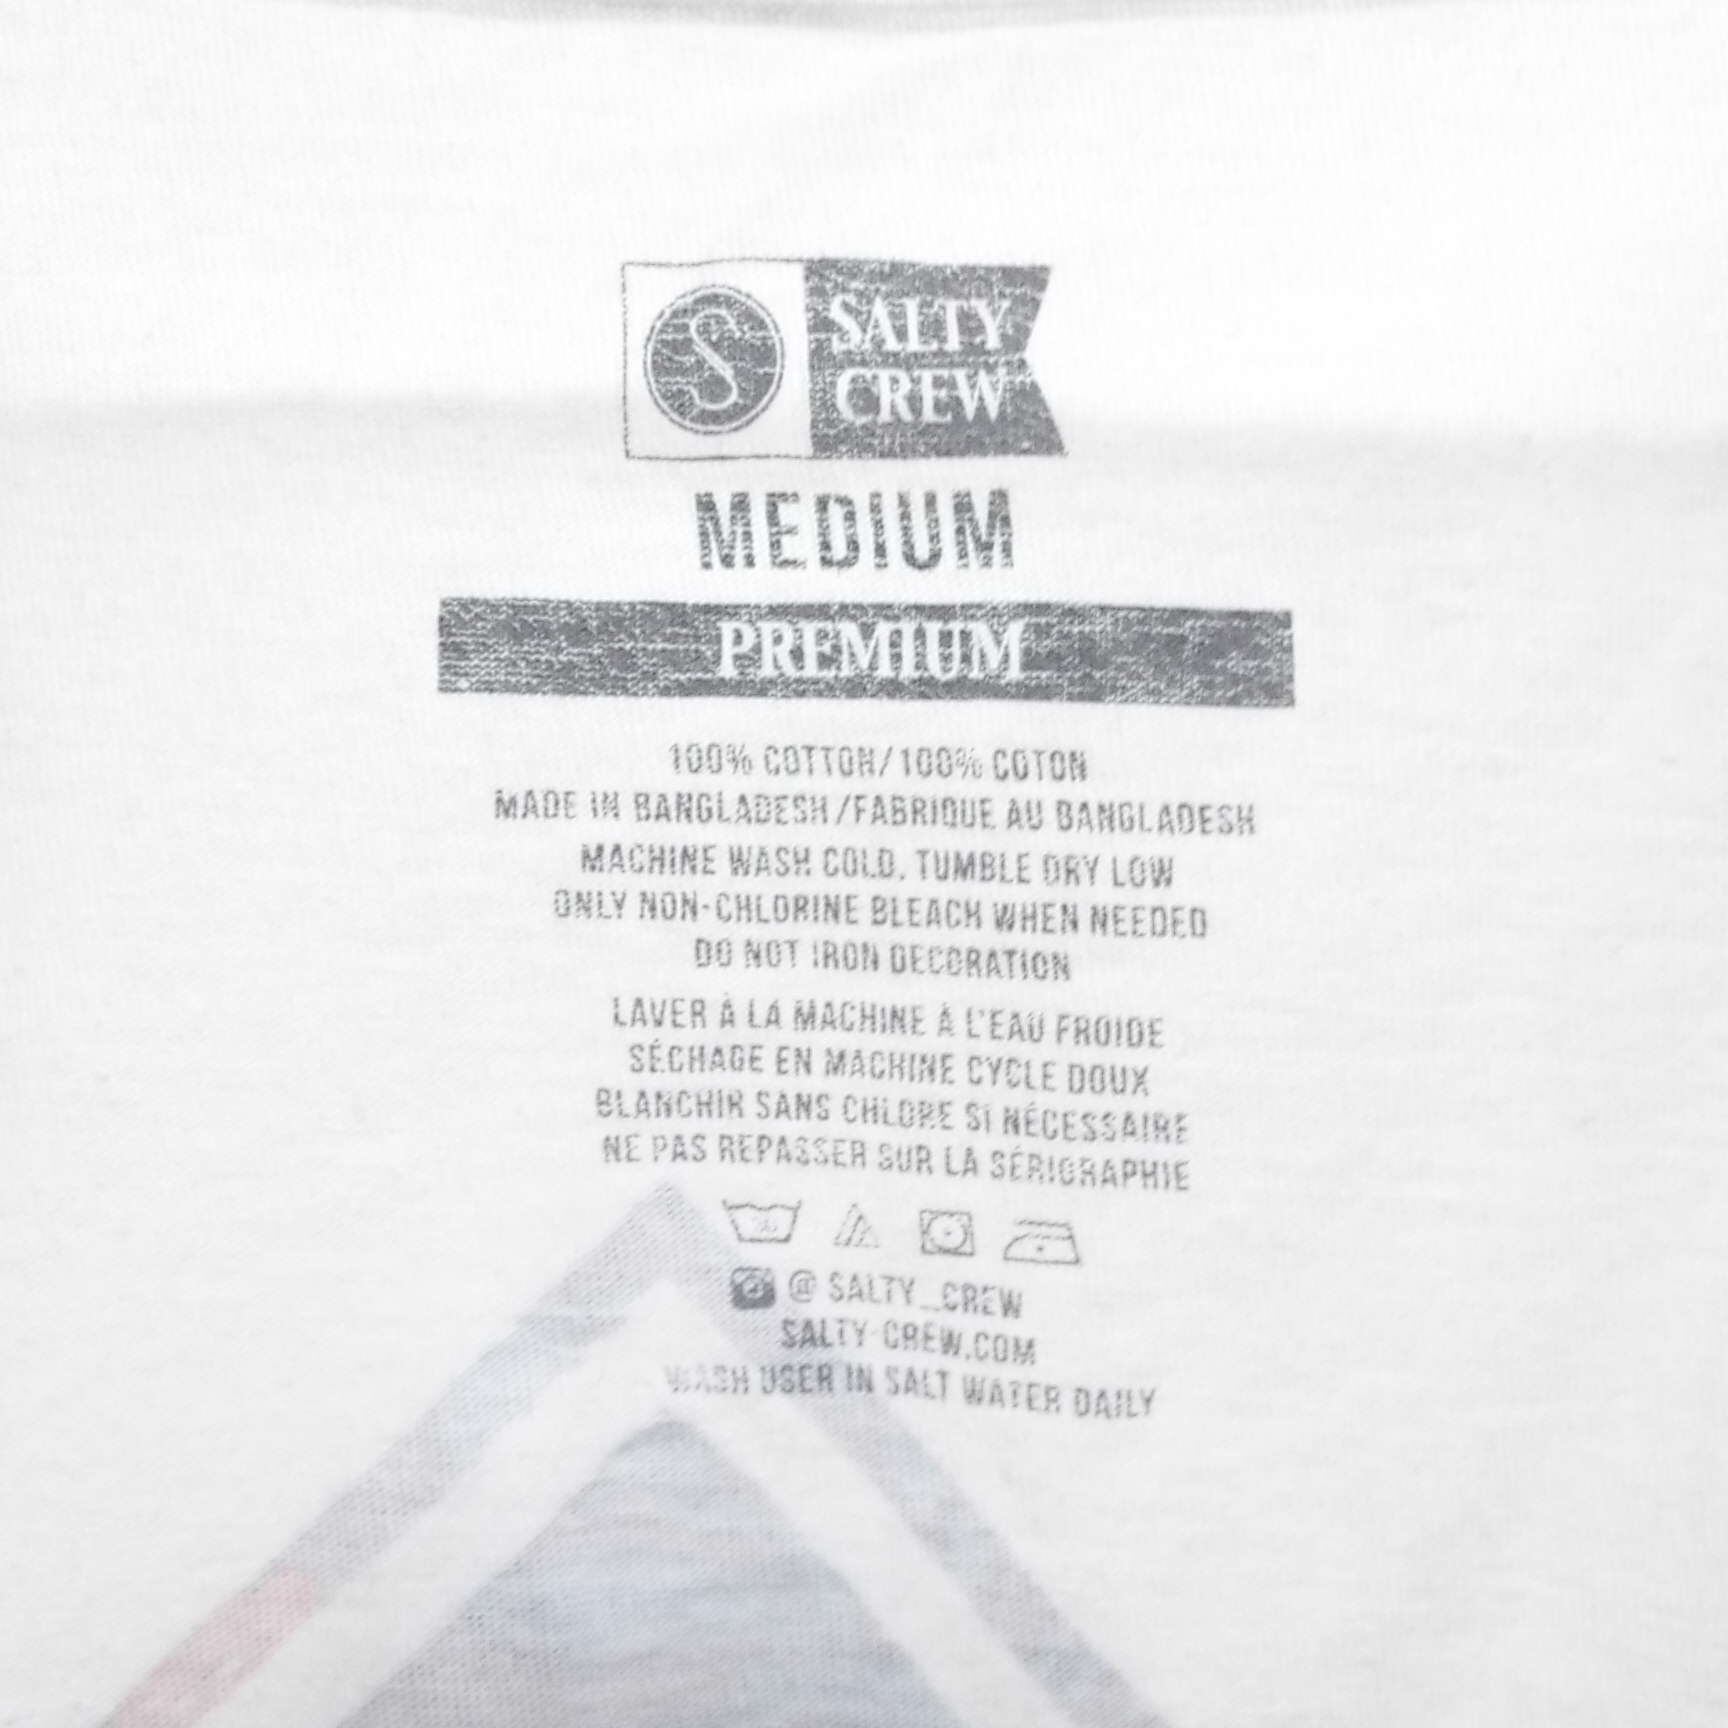 S
SALTY
CREW
MEDIUM
PREMIUM
100% COTTON/100% COTON
MADE IN BANGLADESH/FABRIQUE AU BANGLADESH
MACHINE WASH COLD. TUMBLE DRY LOW
ONLY NON-CHLORINE BLEACH WHEN NEEDED
DO NOT IRON DECORATION
LAVER À LA MACHINE À L'EAU FROIDE
SÉCHAGE EN MACHINE CYCLE DOUX
BLANCHIR SANS CHLORE SI NÉCESSAIRE
NE PAS REPASSER SUR LA SÉRIGRAPHIE
@ SALTY_CREW
SALTY-CREW.COM
WASH USER IN SALT WATER DAILY